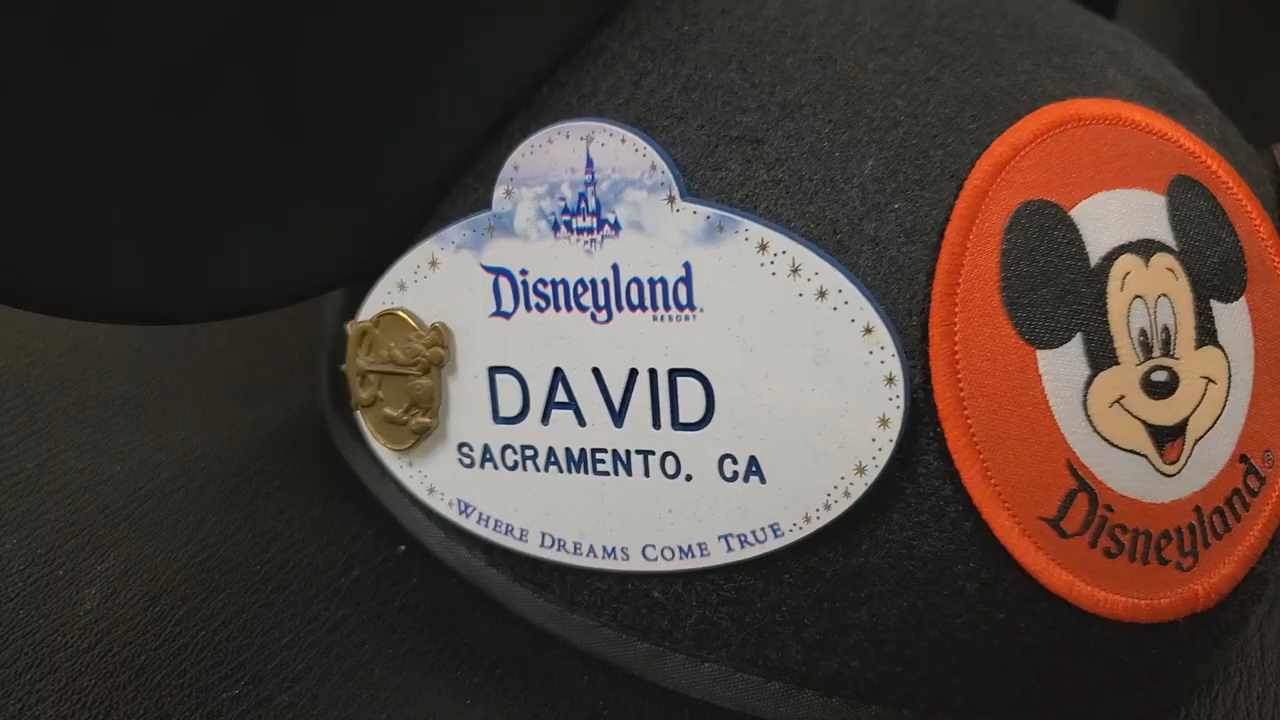 Disneyland
RESORT
DAVID
SACRAMENTO, CA
WHERE DREAMS COME TRUE
Disneyland®